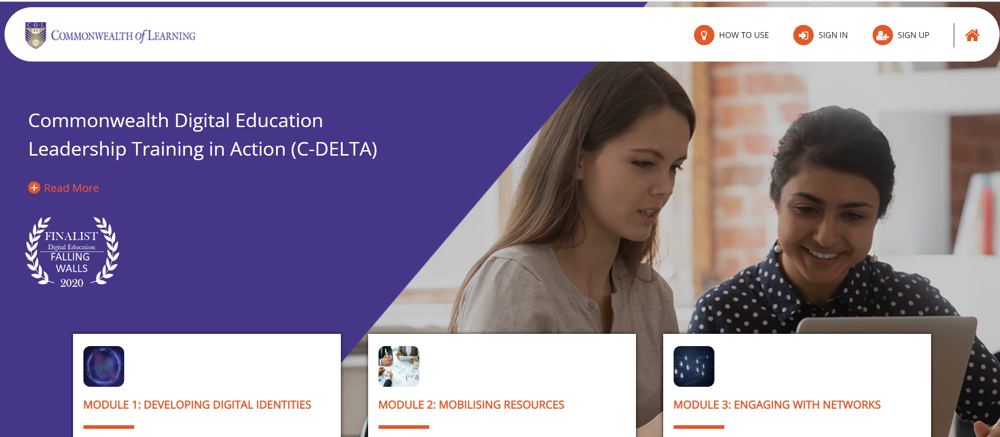 C·O·L
COMMONWEALTH of LEARNING
HOW TO USE
SIGN IN
SIGN UP
Commonwealth Digital Education
Leadership Training in Action (C-DELTA)
Read More
FINALIST
Digital Education
FALLING
WALLS
2020
MODULE 1: DEVELOPING DIGITAL IDENTITIES
MODULE 2: MOBILISING RESOURCES
MODULE 3: ENGAGING WITH NETWORKS